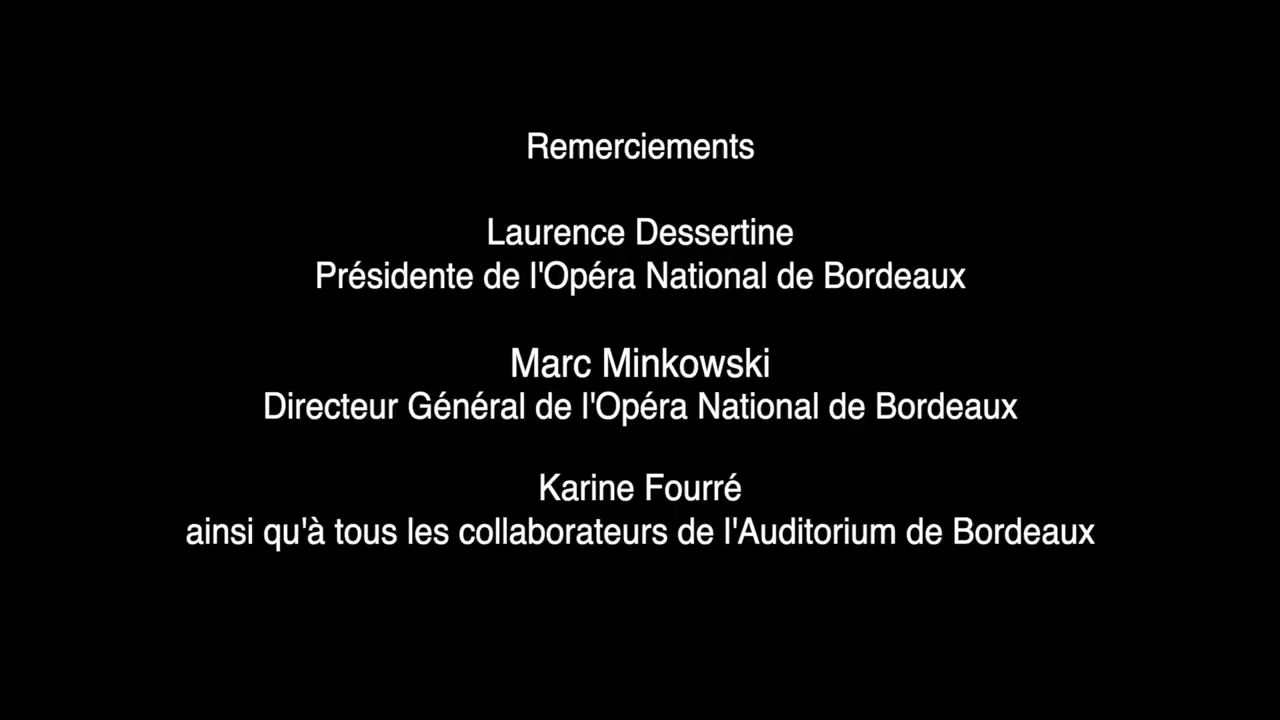 Remerciements
Laurence Dessertine
Présidente de l'Opéra National de Bordeaux
Marc Minkowski
Directeur Général de l'Opéra National de Bordeaux
Karine Fourré
ainsi qu'à tous les collaborateurs de l'Auditorium de Bordeaux